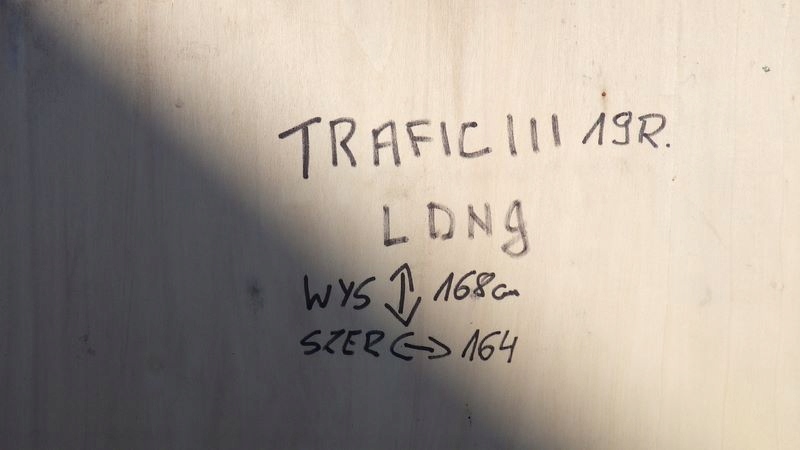 TRAFIC III 19R.
LONg
WYS ↕ 168cm
SZER ↔ 164